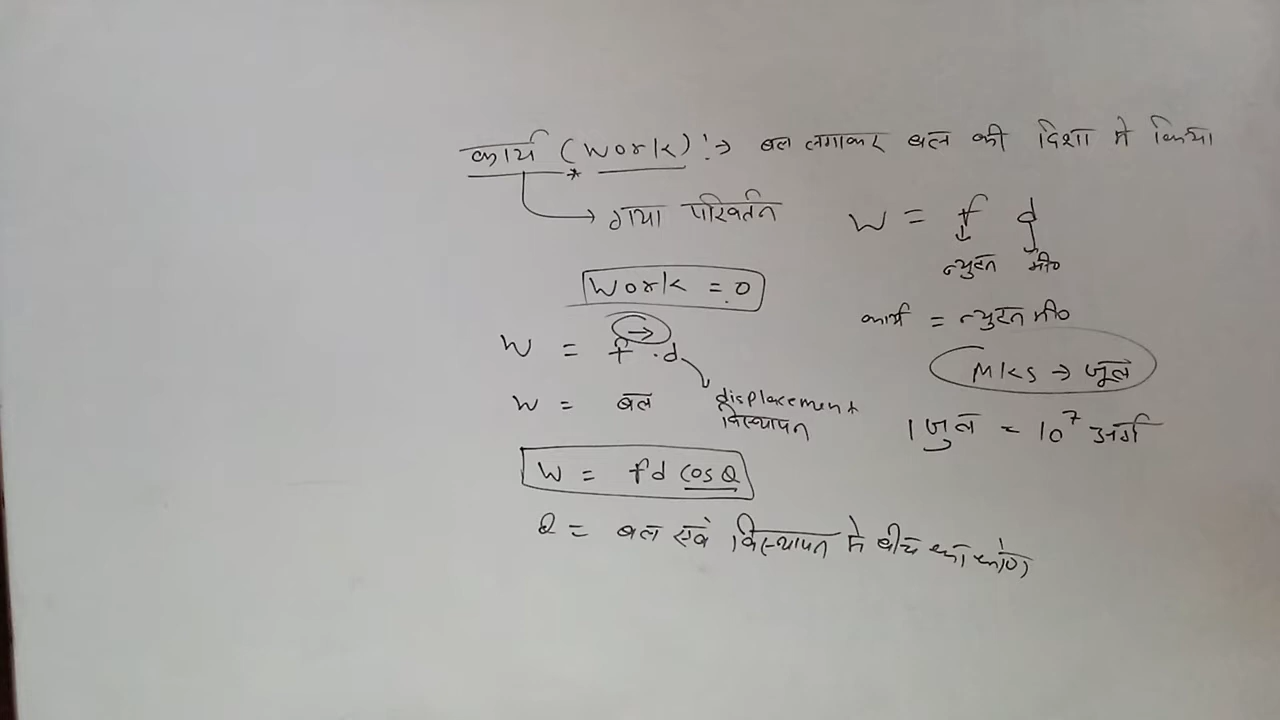 कार्य (Work) :→ बल लगाकर बल की दिशा मे किया
→ गया परिवर्तन
Work = 0
W = f→ . d
displacement
विस्थापन
W = बल
W = fd cos θ
θ = बल एवं विस्थापन के बीच का कोण
W = f d
न्युटन मी०
कार्य = न्युटन मी०
MKS → जूल
1 जुल = 10⁷ अर्ग